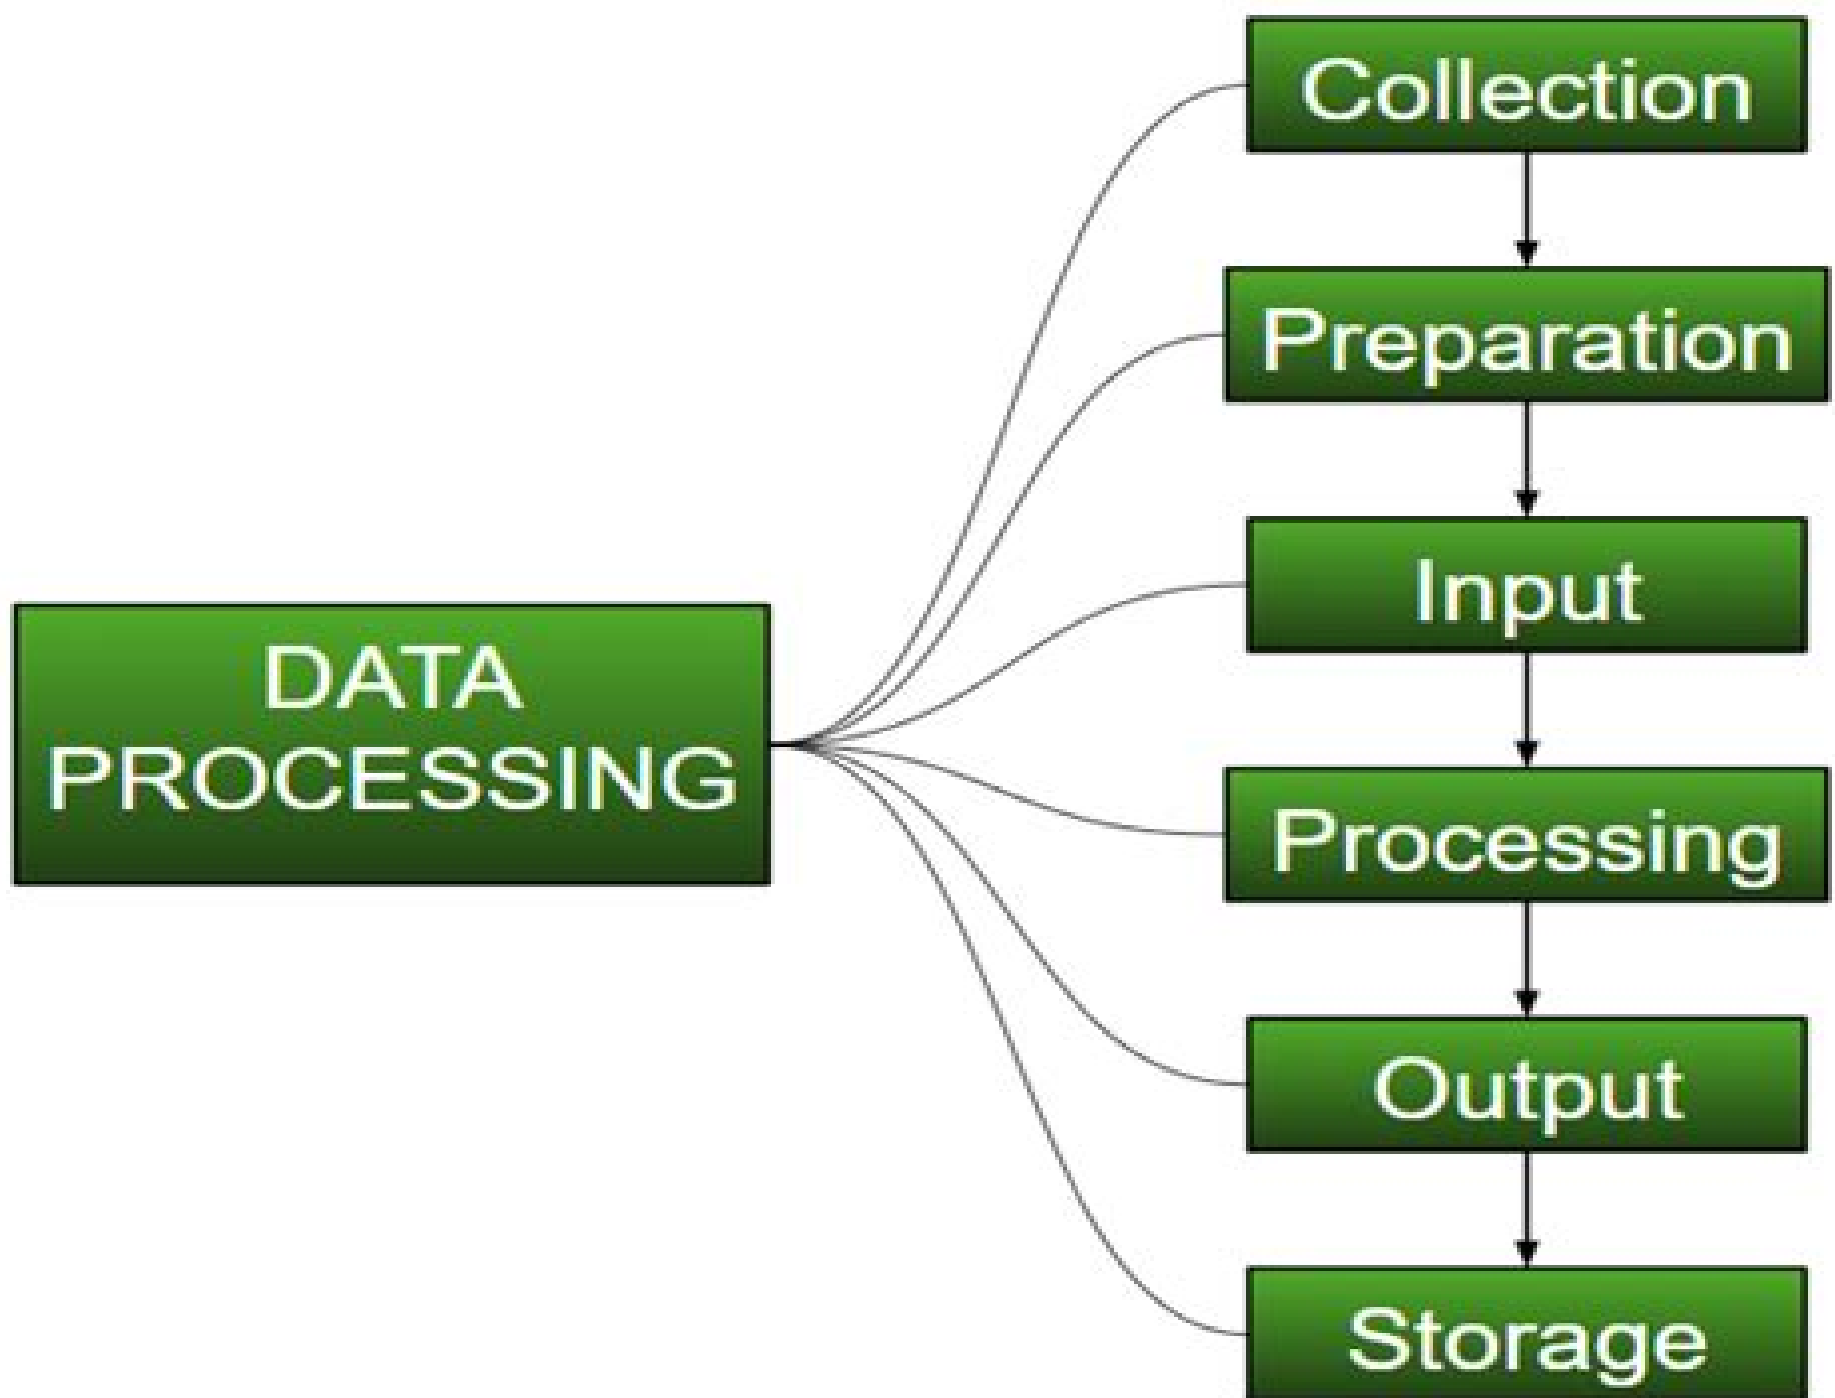 DATA
PROCESSING
Collection
Preparation
Input
Processing
Output
Storage